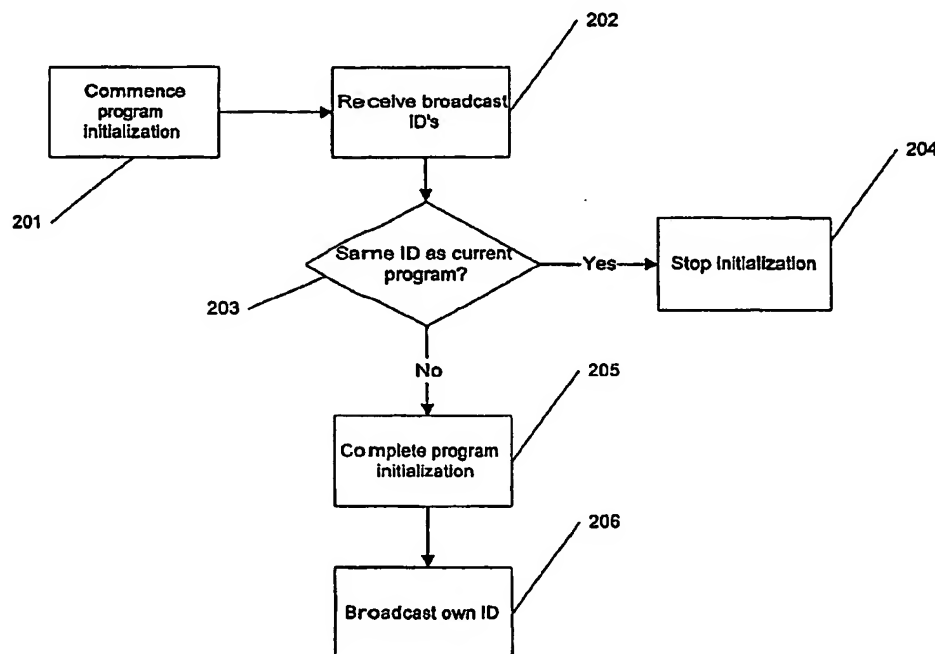 202
Commence
program
initialization
Receive broadcast
ID's
201
204
Same ID as current
program?
Yes
Stop initialization
203
No
205
Complete program
initialization
206
Broadcast own ID